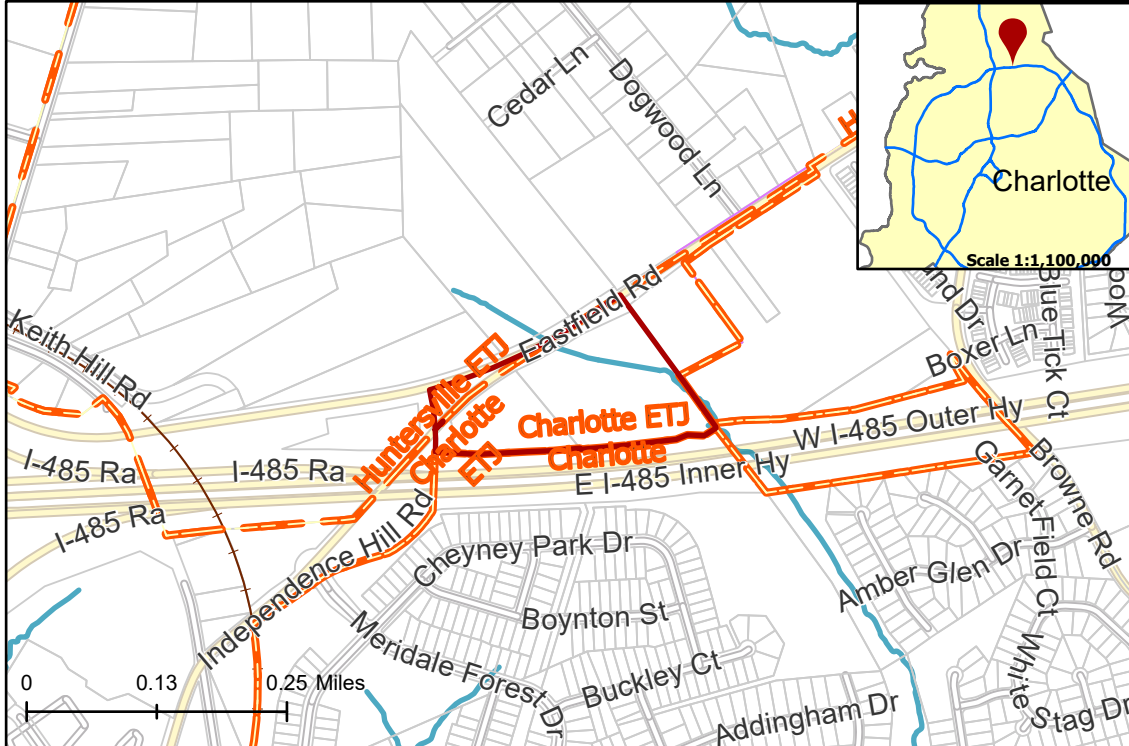 Cedar Ln
Dogwood Ln
H
Charlotte
Scale 1:1,100,000
Eastfield Rd
Keith Hill Rd
Huntersville ETJ
Charlotte
ETJ
Charlotte ETJ
Charlotte
Boxer Ln
Blue Tick Ct
W I-485 Outer Hy
E I-485 Inner Hy
I-485 Ra
I-485 Ra
I-485 Ra
Independence Hill Rd
Browne Rd
Garnet Field Ct
Cheyney Park Dr
Amber Glen Dr
Boynton St
Meridale Forest Dr
Buckley Ct
Addingham Dr
White Stag Dr
0 0.13 0.25 Miles